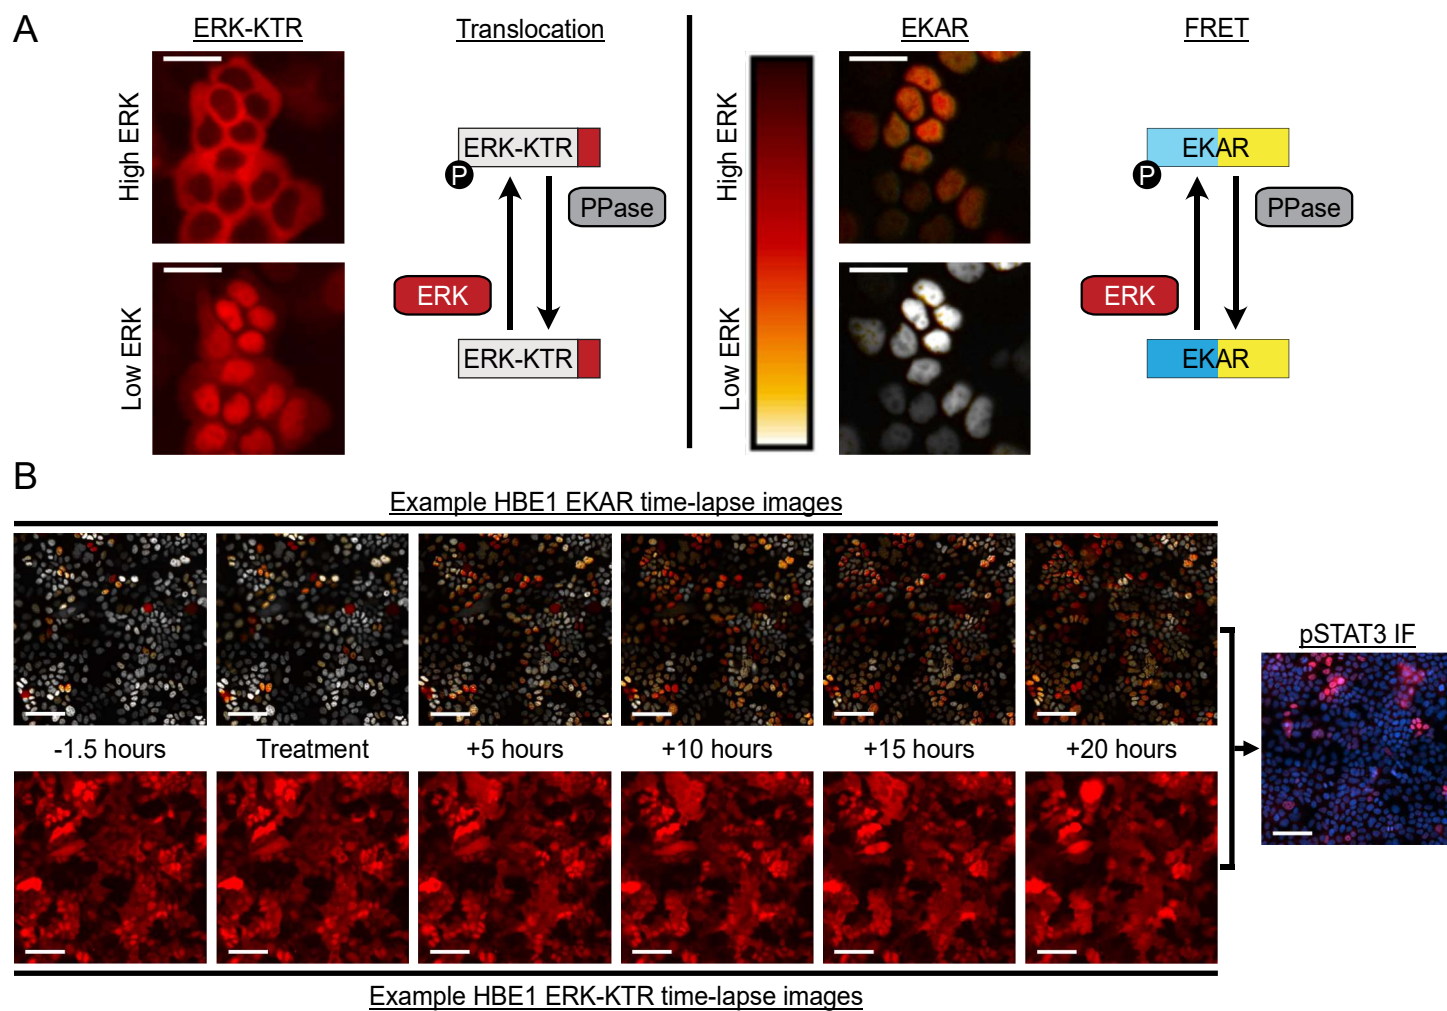 A
ERK-KTR
Translocation
EKAR
FRET
High ERK
Low ERK
ERK-KTR
P
PPase
ERK
ERK-KTR
High ERK
Low ERK
EKAR
P
PPase
ERK
EKAR
B
Example HBE1 EKAR time-lapse images
-1.5 hours
Treatment
+5 hours
+10 hours
+15 hours
+20 hours
pSTAT3 IF
Example HBE1 ERK-KTR time-lapse images